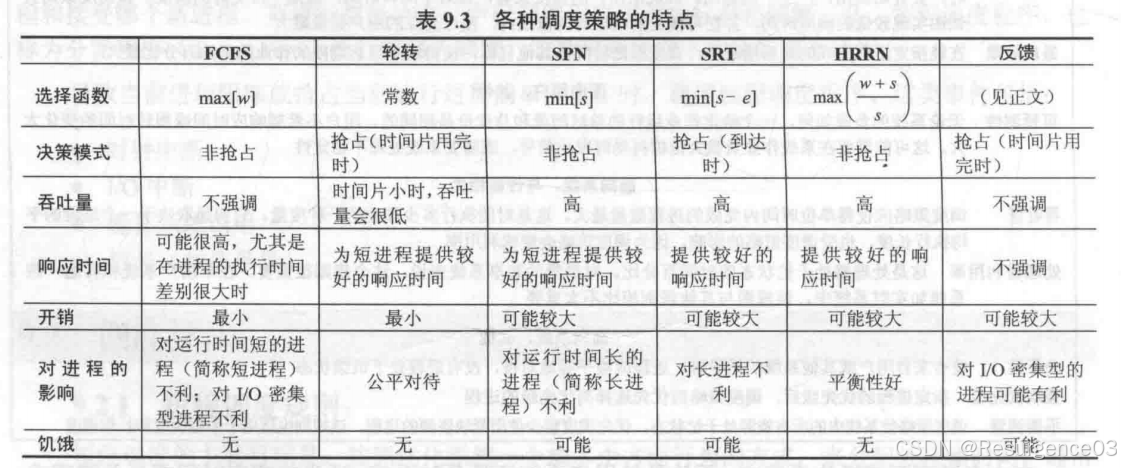 表 9.3 各种调度策略的特点
FCFS 轮转 SPN SRT HRRN 反馈
选择函数 max[w] 常数 min[s] min[s-e] max((w+s)/s) (见正文)
决策模式 非抢占 抢占(时间片用完时) 非抢占 抢占(到达时) 非抢占 抢占(时间片用完时)
吞吐量 不强调 时间片小时,吞吐量会很低 高 高 高 不强调
响应时间 可能很高,尤其是在进程的执行时间差别很大时 为短进程提供较好的响应时间 为短进程提供较好的响应时间 提供较好的响应时间 提供较好的响应时间 不强调
开销 最小 最小 可能较大 可能较大 可能较大 可能较大
对进程的影响 对运行时间短的进程(简称短进程)不利;对 I/O 密集型进程不利 公平对待 对运行时间长的进程(简称长进程)不利 对长进程不利 平衡性好 对 I/O 密集型的进程可能有利
饥饿 无 无 可能 可能 无 可能
CSDN @Resurgence03